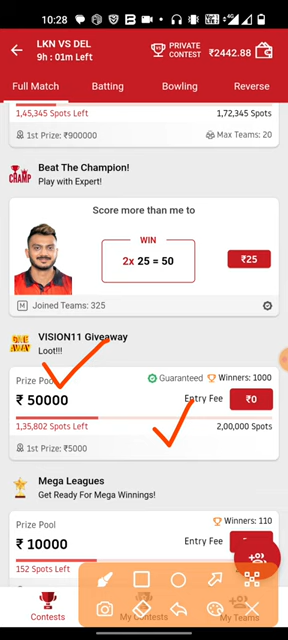 10:28
4G
LKN VS DEL
9h : 01m Left
PRIVATE
CONTEST
₹2442.88
Full Match
Batting
Bowling
Reverse
1,45,345 Spots Left
1,72,345 Spots
1st Prize: ₹900000
Max Teams: 20
CHAMP
Beat The Champion!
Play with Expert!
Score more than me to
WIN
2x 25 = 50
₹25
M Joined Teams: 325
VISION11 Giveaway
Loot!!!
Prize Pool
Guaranteed
Winners: 1000
₹ 50000
Entry Fee
₹0
1,35,802 Spots Left
2,00,000 Spots
1st Prize: ₹5000
Mega Leagues
Get Ready For Mega Winnings!
Prize Pool
Winners: 110
₹ 10000
Entry Fee
152 Spots Left
Contests
My Contests
My Teams